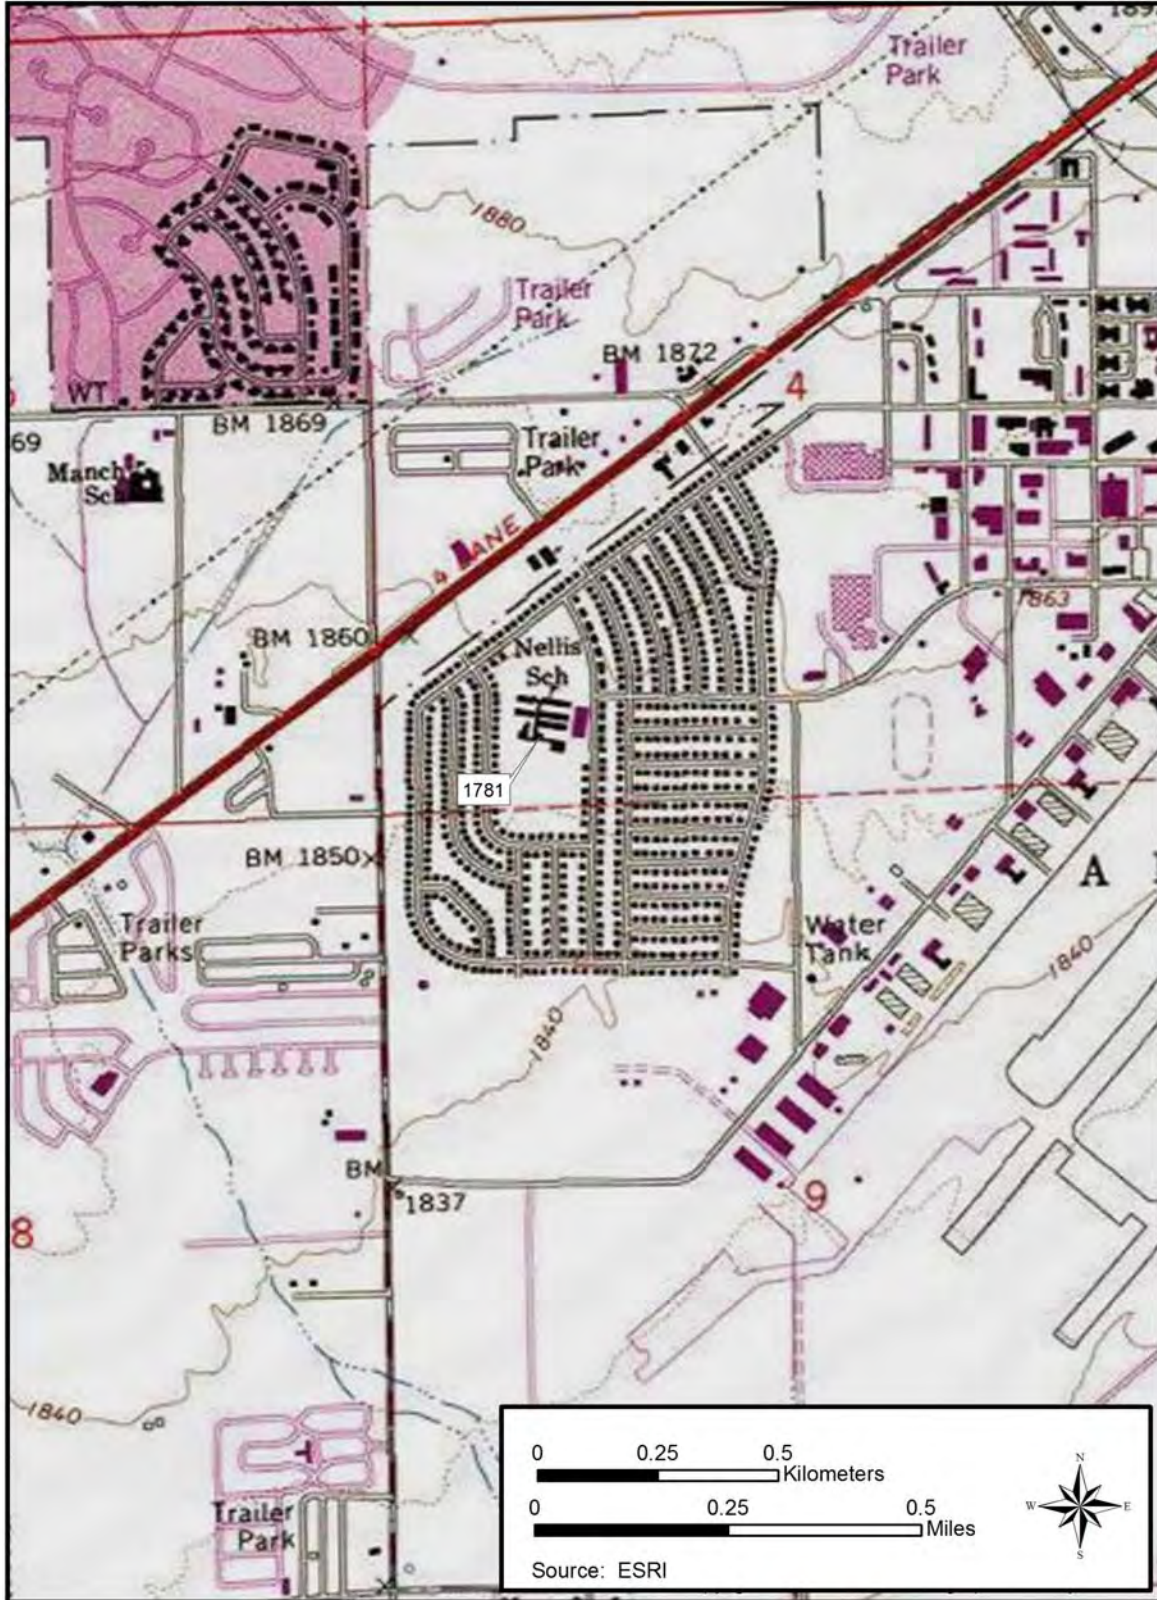 189
Trailer
Park
1880
Trailer
Park
BM 1872
4
WT
BM 1869
69
Trailer
Park
Manch
Sch
4 LANE
1863
BM 1860
Nellis
Sch
1781
BM 1850
A
Trailer
Parks
Water
Tank
1840
1840
BM
1837
9
8
1840
Trailer
Park
0 0.25 0.5
Kilometers
0 0.25 0.5
Miles
Source: ESRI
N
W E
S